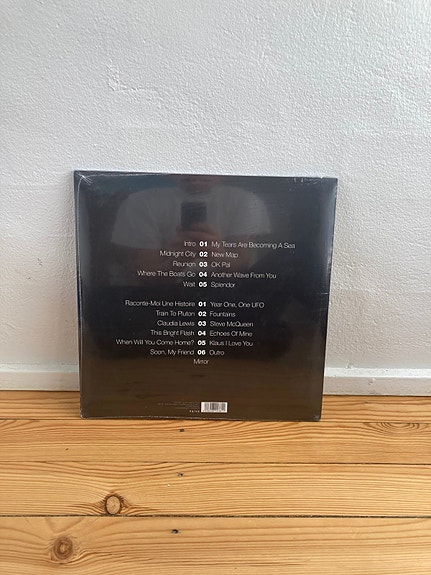 Intro 01 My Tears Are Becoming A Sea
Midnight City 02 New Map
Reunion 03 OK Pal
Where The Boats Go 04 Another Wave From You
Wait 05 Splendor
Raconte-Moi Une Histoire 01 Year One, One UFO
Train To Pluton 02 Fountains
Claudia Lewis 03 Steve McQueen
This Bright Flash 04 Echoes Of Mine
When Will You Come Home? 05 Klaus I Love You
Soon, My Friend 06 Outro
Mirror